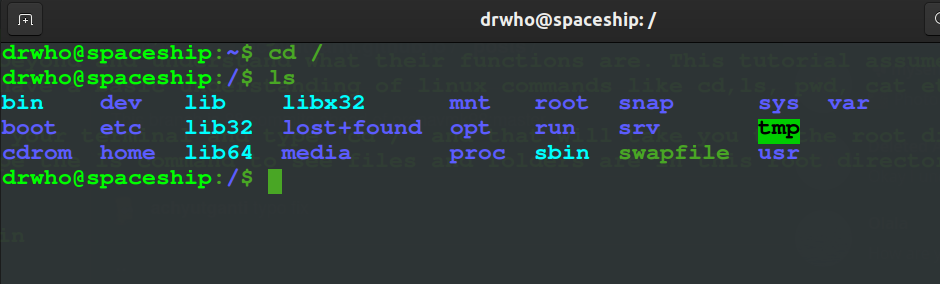 drwho@spaceship: /
drwho@spaceship:~$ cd /
drwho@spaceship:/$ ls
bin dev lib libx32 mnt root snap sys var
boot etc lib32 lost+found opt run srv tmp
cdrom home lib64 media proc sbin swapfile usr
drwho@spaceship:/$